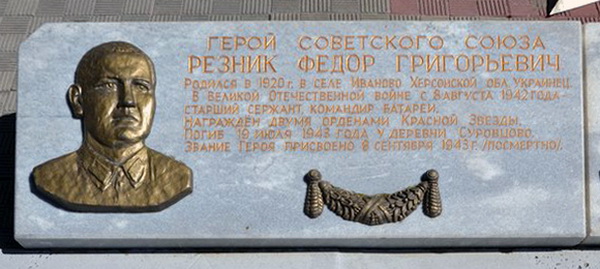 ГЕРОЙ СОВЕТСКОГО СОЮЗА
РЕЗНИК ФЕДОР ГРИГОРЬЕВИЧ
РОДИЛСЯ В 1920 Г. В СЕЛЕ ИВАНОВО ХЕРСОНСКОЙ ОБЛ. УКРАИНЕЦ.
В ВЕЛИКОЙ ОТЕЧЕСТВЕННОЙ ВОЙНЕ С 8 АВГУСТА 1942 ГОДА -
СТАРШИЙ СЕРЖАНТ, КОМАНДИР БАТАРЕИ.
НАГРАЖДЕН ДВУМЯ ОРДЕНАМИ КРАСНОЙ ЗВЕЗДЫ.
ПОГИБ 19 ИЮЛЯ 1943 ГОДА У ДЕРЕВНИ СУРОВЦОВО.
ЗВАНИЕ ГЕРОЯ ПРИСВОЕНО 8 СЕНТЯБРЯ 1943 Г. /ПОСМЕРТНО/.